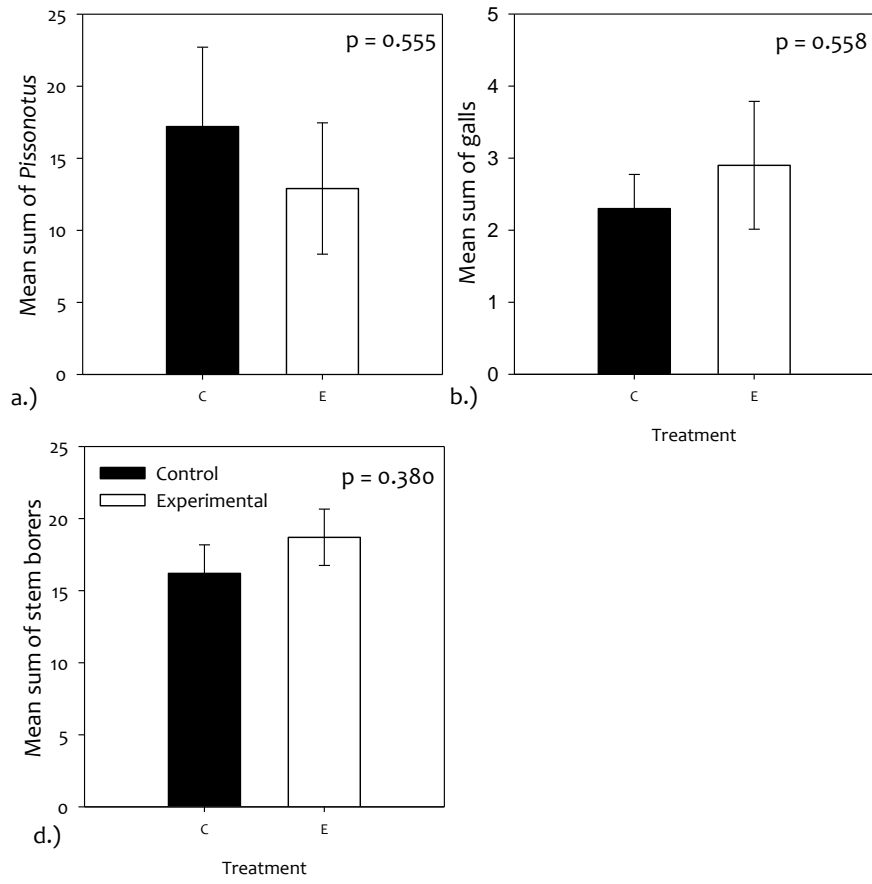 Mean sum of Pissonotus
25
20
15
10
5
0
p = 0.555
C
E
a.)
Mean sum of galls
5
4
3
2
1
0
p = 0.558
C
E
b.)
Treatment
Mean sum of stem borers
25
20
15
10
5
0
Control
Experimental
p = 0.380
C
E
d.)
Treatment